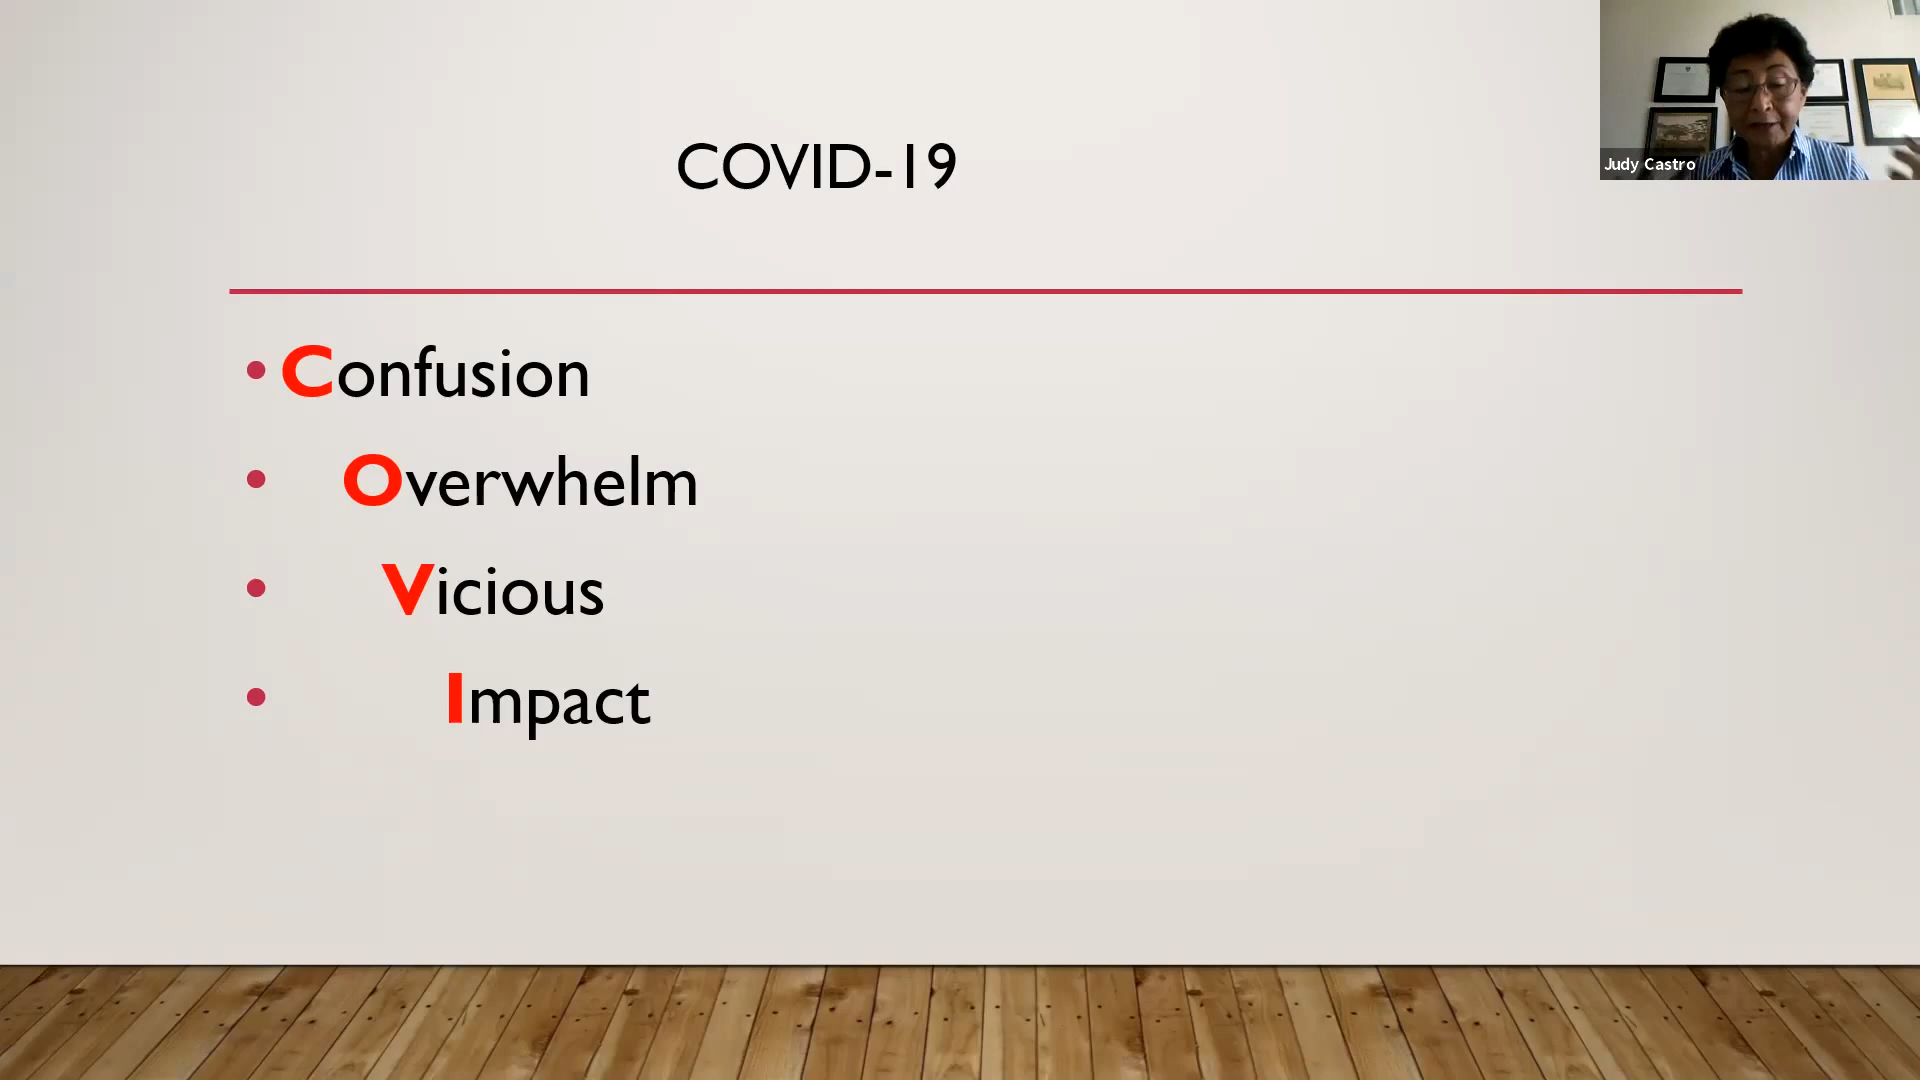 COVID-19
Judy Castro
• Confusion
• Overwhelm
• Vicious
• Impact